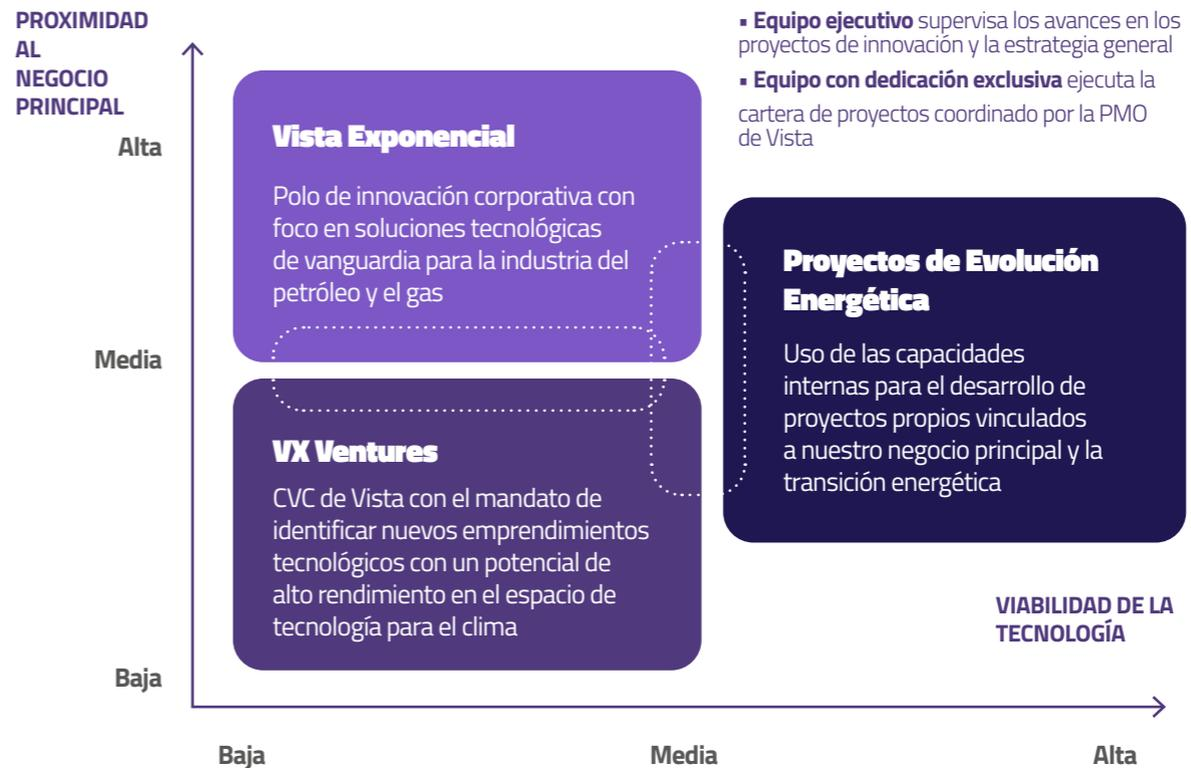 PROXIMIDAD
AL
NEGOCIO
PRINCIPAL
▪ Equipo ejecutivo supervisa los avances en los
proyectos de innovación y la estrategia general
▪ Equipo con dedicación exclusiva ejecuta la
cartera de proyectos coordinado por la PMO
de Vista
Alta
Vista Exponencial
Polo de innovación corporativa con
foco en soluciones tecnológicas
de vanguardia para la industria del
petróleo y el gas
Proyectos de Evolución
Energética
Uso de las capacidades
internas para el desarrollo de
proyectos propios vinculados
a nuestro negocio principal y la
transición energética
Media
VX Ventures
CVC de Vista con el mandato de
identificar nuevos emprendimientos
tecnológicos con un potencial de
alto rendimiento en el espacio de
tecnología para el clima
VIABILIDAD DE LA
TECNOLOGÍA
Baja
Baja
Media
Alta